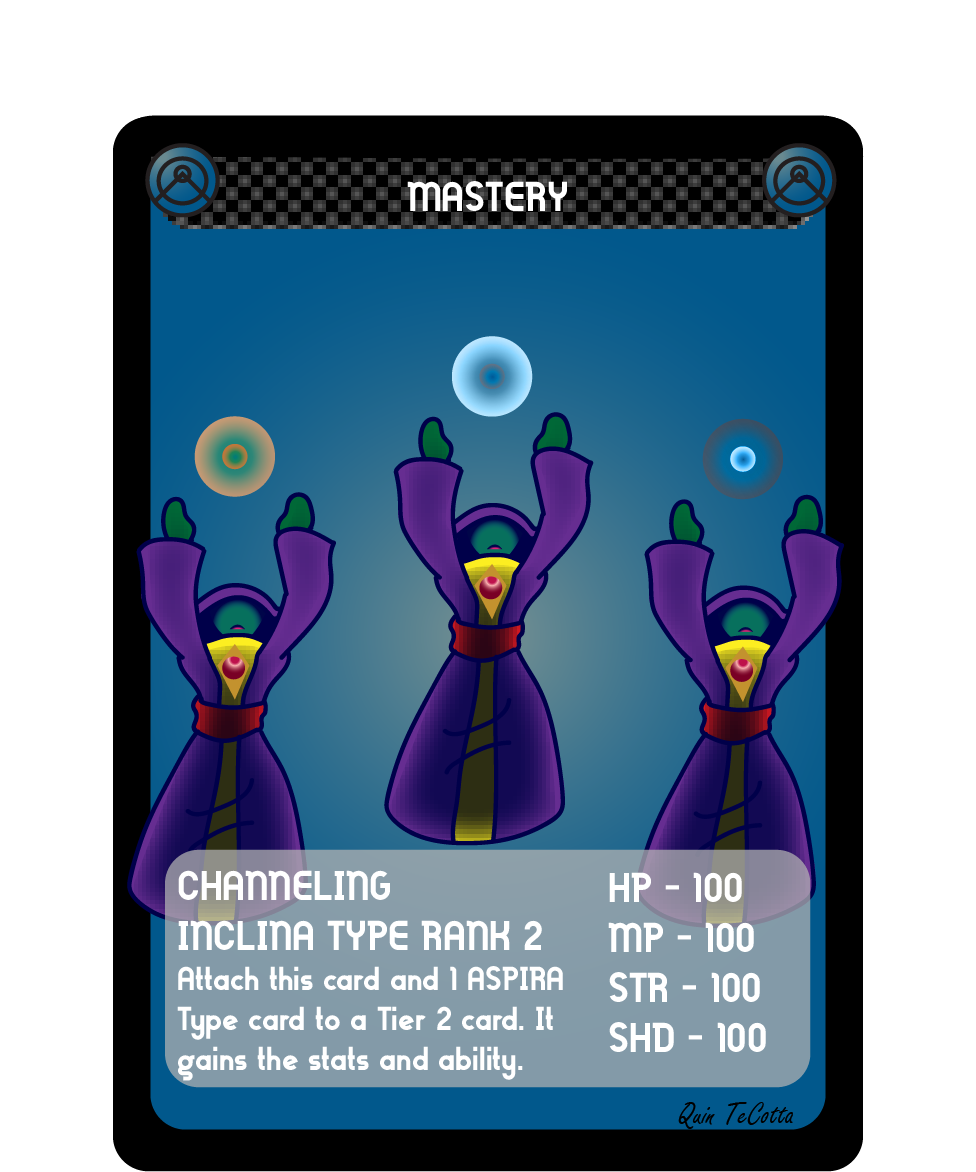 MASTERY
CHANNELING
INCLINA TYPE RANK 2
Attach this card and 1 ASPIRA
Type card to a Tier 2 card. It
gains the stats and ability.
HP - 100
MP - 100
STR - 100
SHD - 100
Quin TeCotta